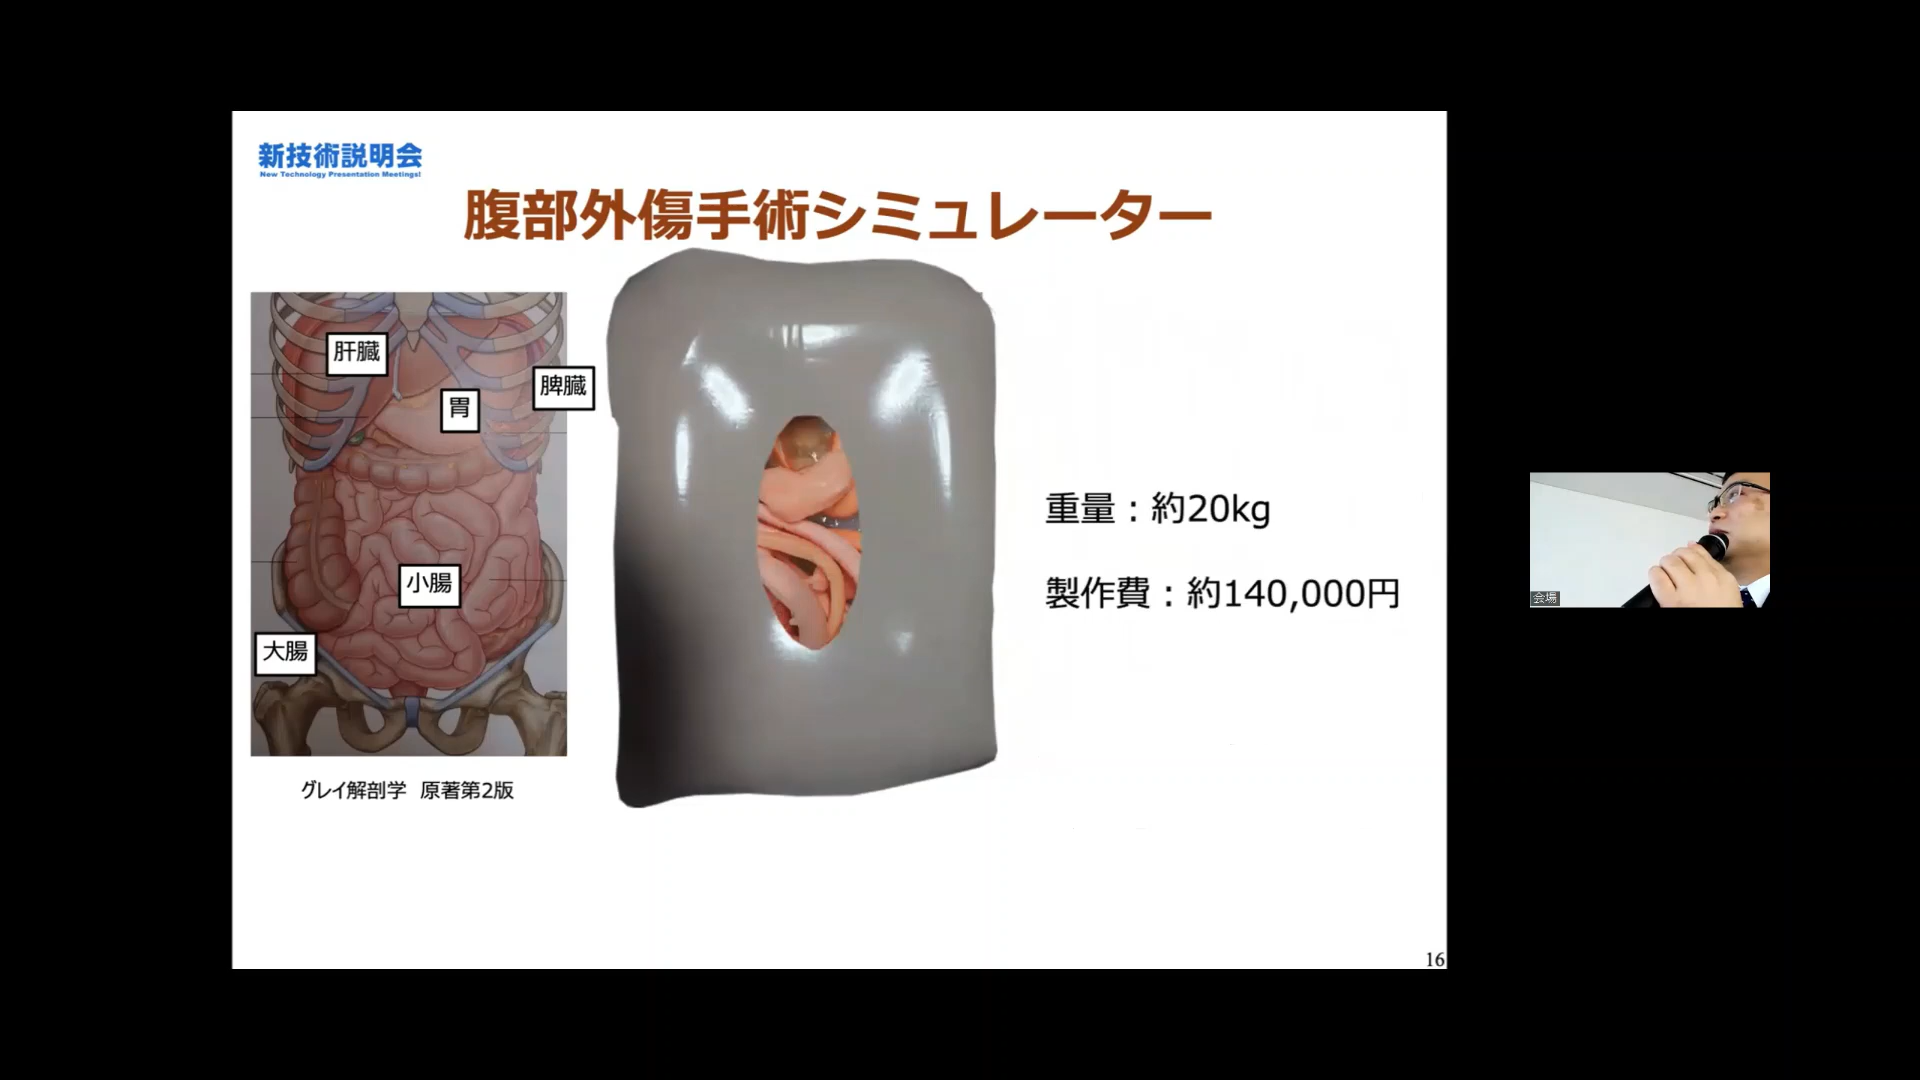 新技術説明会
New Technology Presentation Meetings!
腹部外傷手術シミュレーター
肝臓
脾臓
胃
小腸
大腸
グレイ解剖学 原著第2版
重量：約20kg
製作費：約140,000円
会場
16